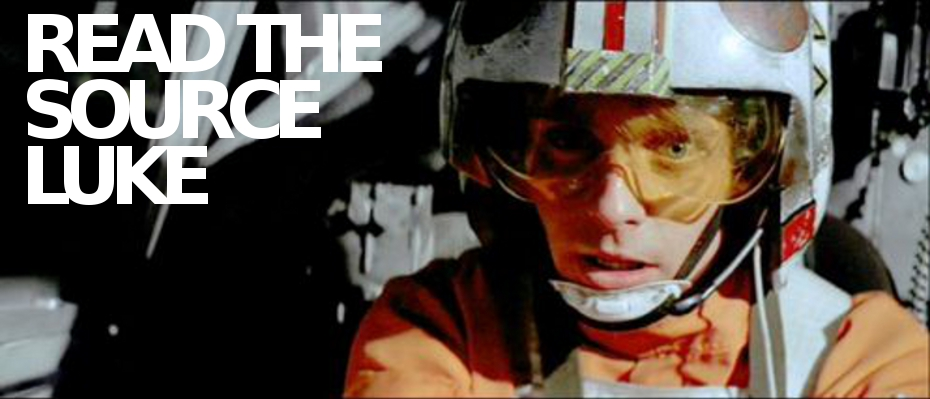 READ THE
SOURCE
LUKE